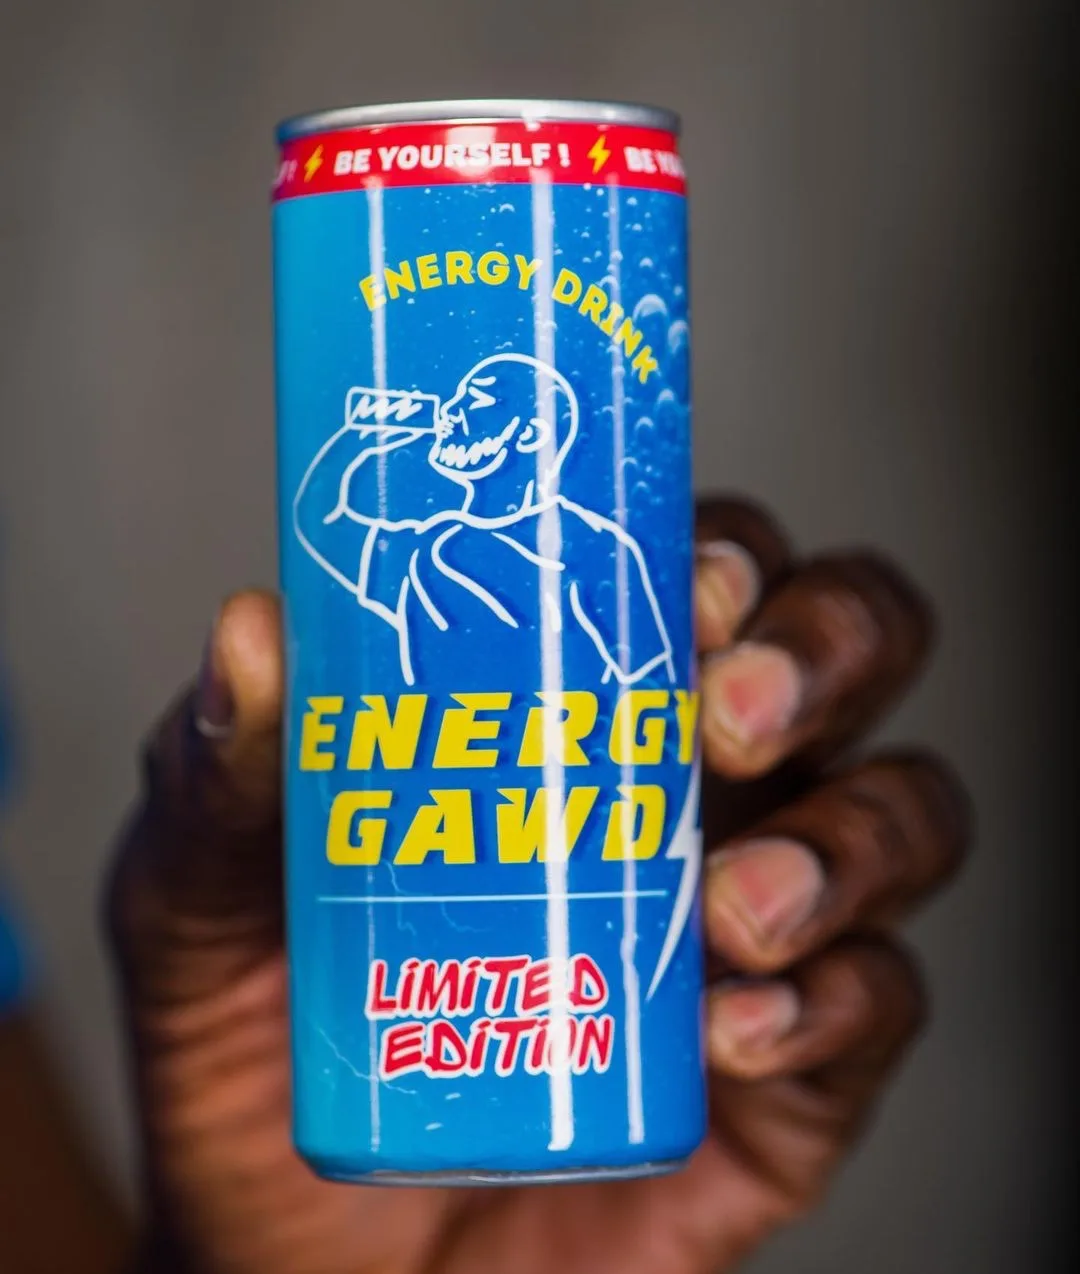 BE YOURSELF!
ENERGY DRINK
ENERGY
GAWD
LIMITED
EDITION